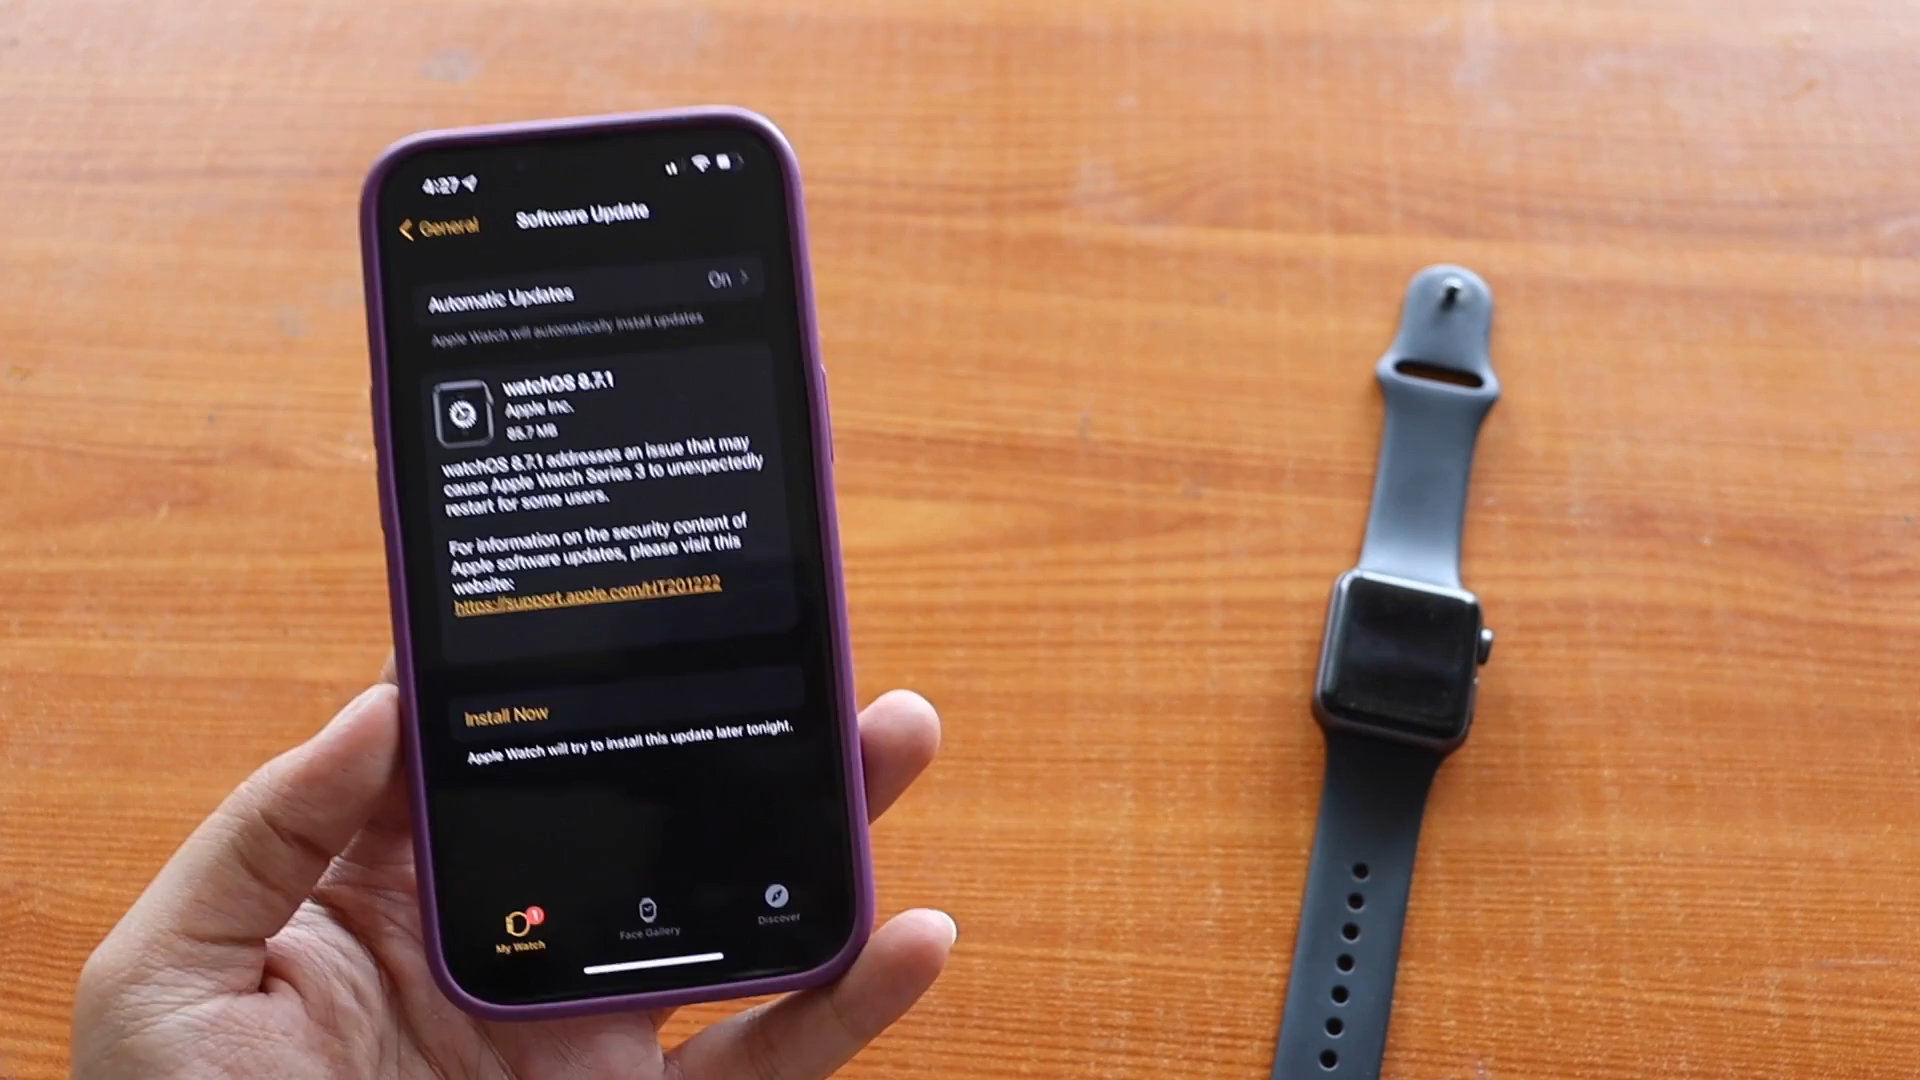 4:27
General
Software Update
Automatic Updates
On
Apple Watch will automatically install updates
watchOS 8.7.1
Apple Inc.
85.7 MB
watchOS 8.7.1 addresses an issue that may
cause Apple Watch Series 3 to unexpectedly
restart for some users.
For information on the security content of
Apple software updates, please visit this
website:
https://support.apple.com/HT201222
Install Now
Apple Watch will try to install this update later tonight.
1
My Watch
Face Gallery
Discover